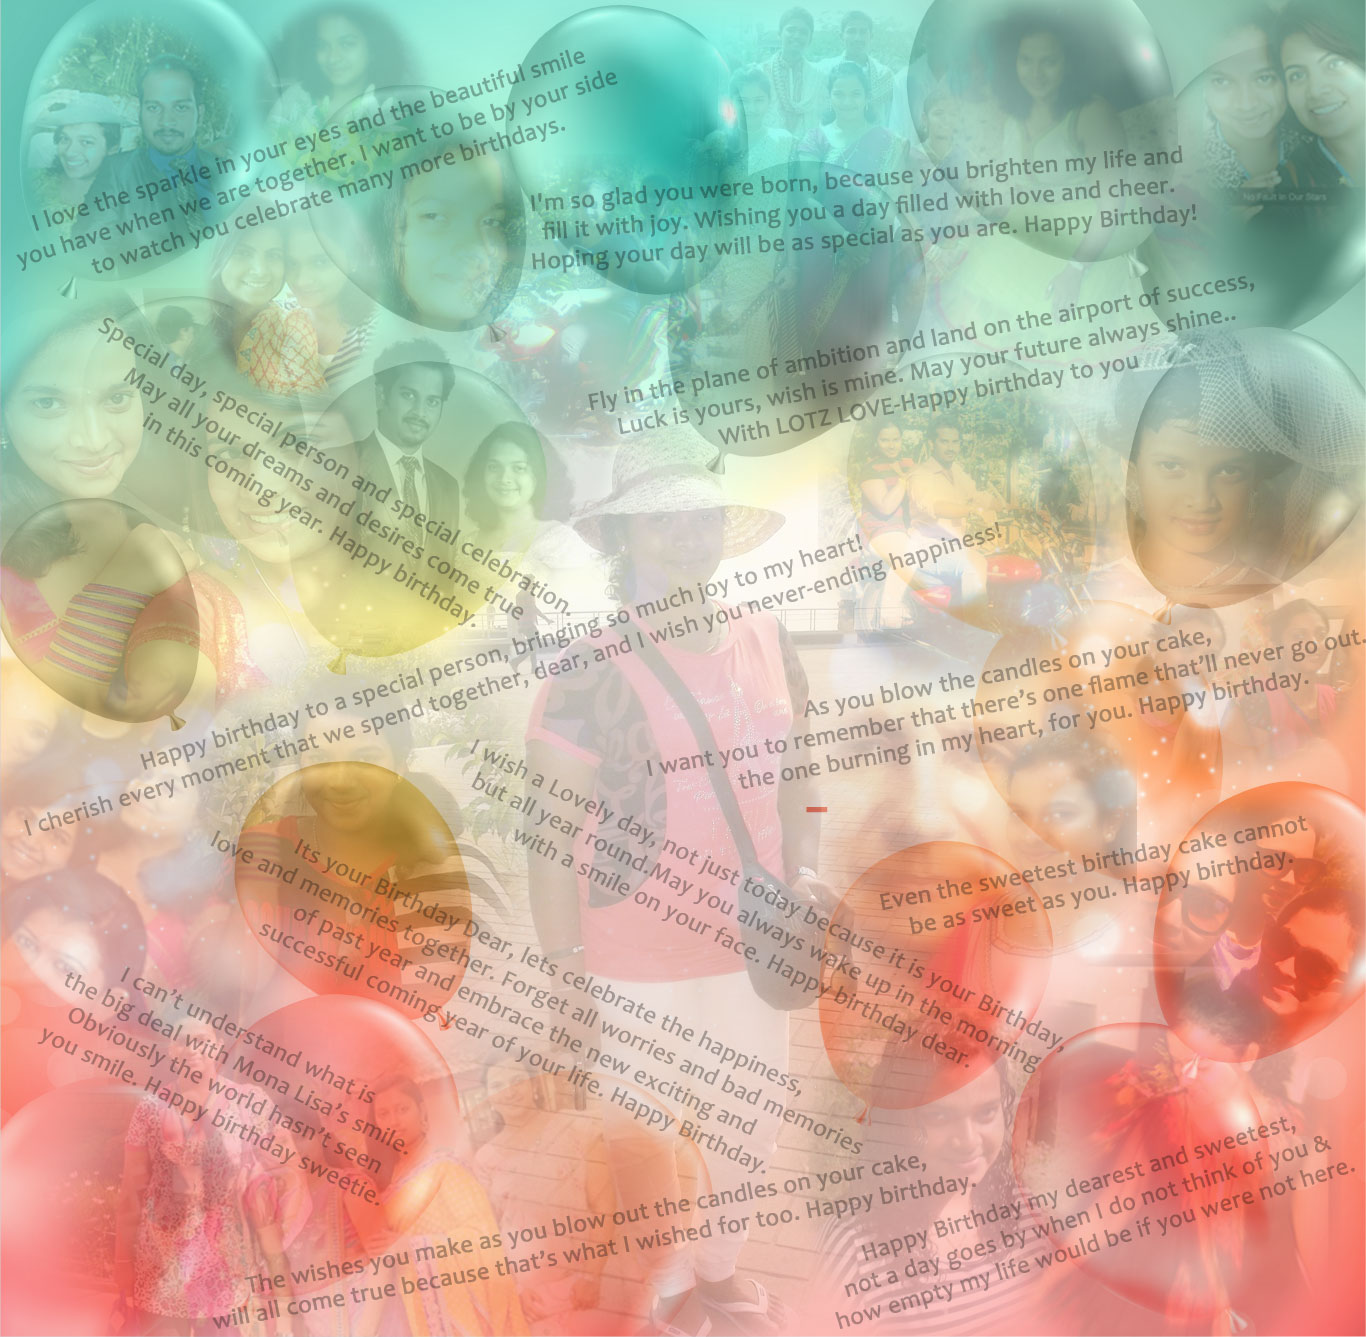 I love the sparkle in your eyes and the beautiful smile
you have when we are together. I want to be by your side
to watch you celebrate many more birthdays.
I'm so glad you were born, because you brighten my life and
fill it with joy. Wishing you a day filled with love and cheer.
Hoping your day will be as special as you are. Happy Birthday!
No Fault In Our Stars
Fly in the plane of ambition and land on the airport of success,
Luck is yours, wish is mine. May your future always shine..
With LOTZ LOVE-Happy birthday to you
Special day, special person and special celebration.
May all your dreams and desires come true
in this coming year. Happy birthday.
Happy birthday to a special person, bringing so much joy to my heart!
I cherish every moment that we spend together, dear, and I wish you never-ending happiness!
As you blow the candles on your cake,
I want you to remember that there's one flame that'll never go out.
the one burning in my heart, for you. Happy birthday.
I wish a Lovely day, not just today because it is your Birthday,
but all year round.May you always wake up in the morning
with a smile on your face. Happy birthday dear.
Even the sweetest birthday cake cannot
be as sweet as you. Happy birthday.
Its your Birthday Dear, lets celebrate the happiness,
love and memories together. Forget all worries and bad memories
of past year and embrace the new exciting and
successful coming year of your life. Happy Birthday.
I can't understand what is
the big deal with Mona Lisa's smile.
Obviously the world hasn't seen
you smile. Happy birthday sweetie.
The wishes you make as you blow out the candles on your cake,
will all come true because that's what I wished for too. Happy birthday.
Happy Birthday my dearest and sweetest,
not a day goes by when I do not think of you &
how empty my life would be if you were not here.